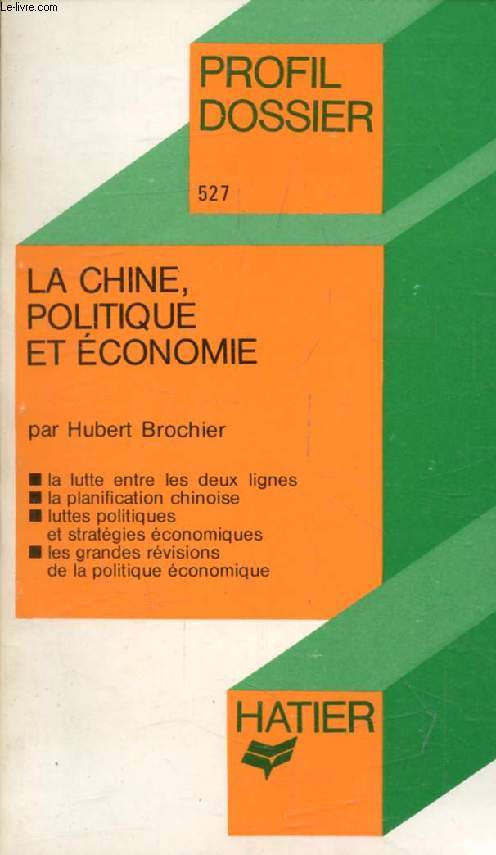 Le-livre.com
PROFIL
DOSSIER
527
LA CHINE,
POLITIQUE
ET ÉCONOMIE
par Hubert Brochier
■ la lutte entre les deux lignes
■ la planification chinoise
■ luttes politiques
et stratégies économiques
■ les grandes révisions
de la politique économique
HATIER